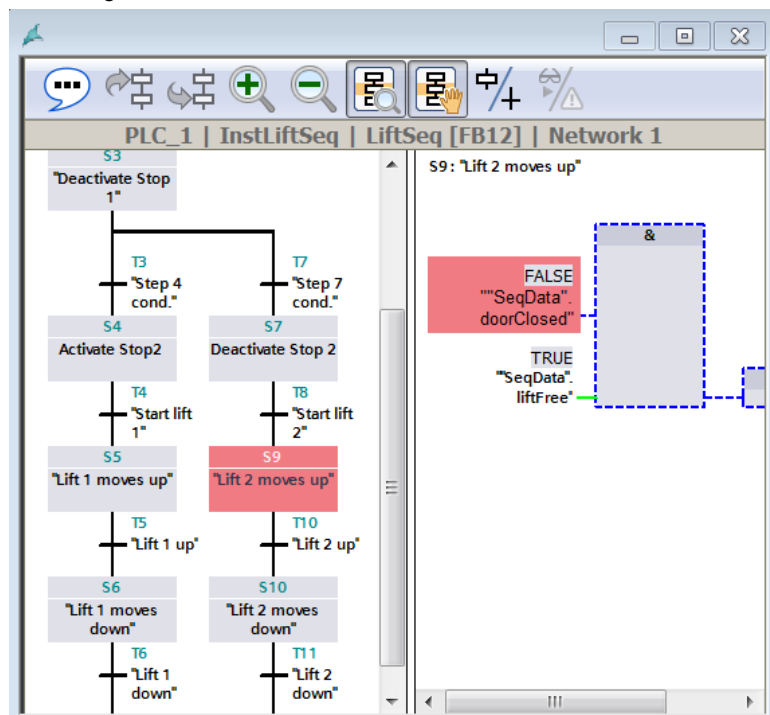 PLC_1 | InstLiftSeq | LiftSeq [FB12] | Network 1
S3
"Deactivate Stop
1"
T3
"Step 4
cond."
T7
"Step 7
cond."
S4
Activate Stop2
S7
Deactivate Stop 2
T4
"Start lift
1"
T8
"Start lift
2"
S5
"Lift 1 moves up"
S9
"Lift 2 moves up"
T5
"Lift 1 up"
T10
"Lift 2 up"
S6
"Lift 1 moves
down"
S10
"Lift 2 moves
down"
T6
"Lift 1
down"
T11
"Lift 2
down"
S9: "Lift 2 moves up"
&
FALSE
""SeqData".
doorClosed"
TRUE
""SeqData".
liftFree"